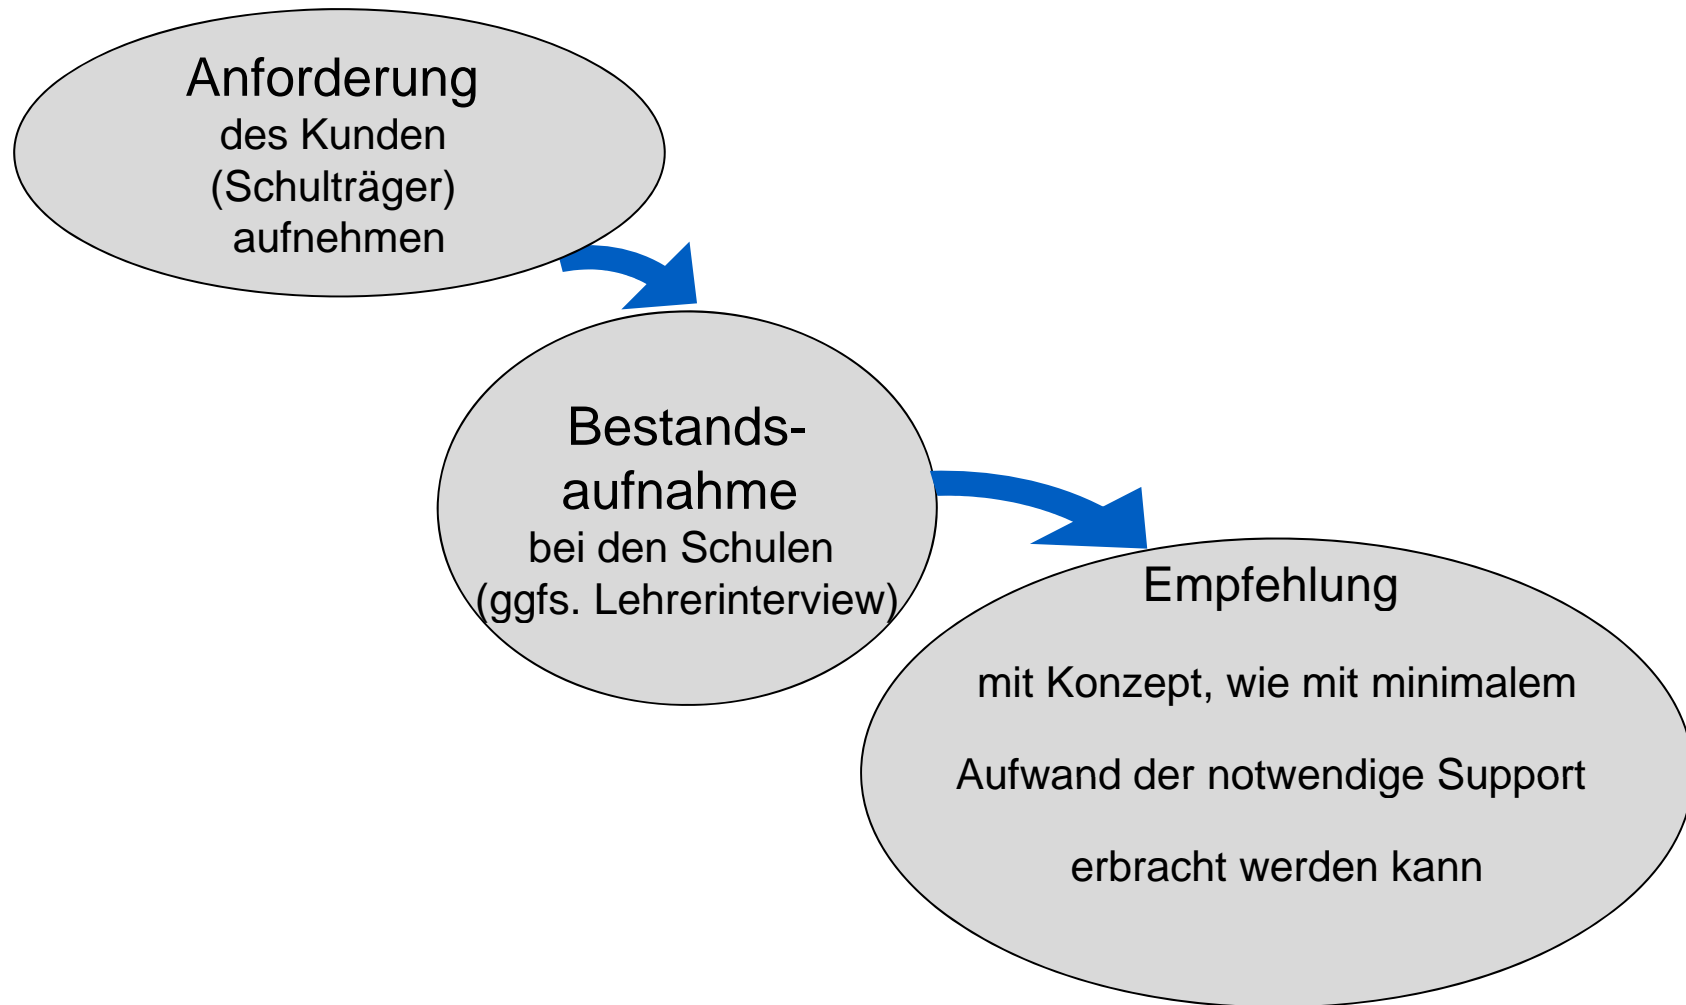 Anforderung
des Kunden
(Schulträger)
aufnehmen
Bestands-
aufnahme
bei den Schulen
(ggfs. Lehrerinterview)
Empfehlung
mit Konzept, wie mit minimalem
Aufwand der notwendige Support
erbracht werden kann